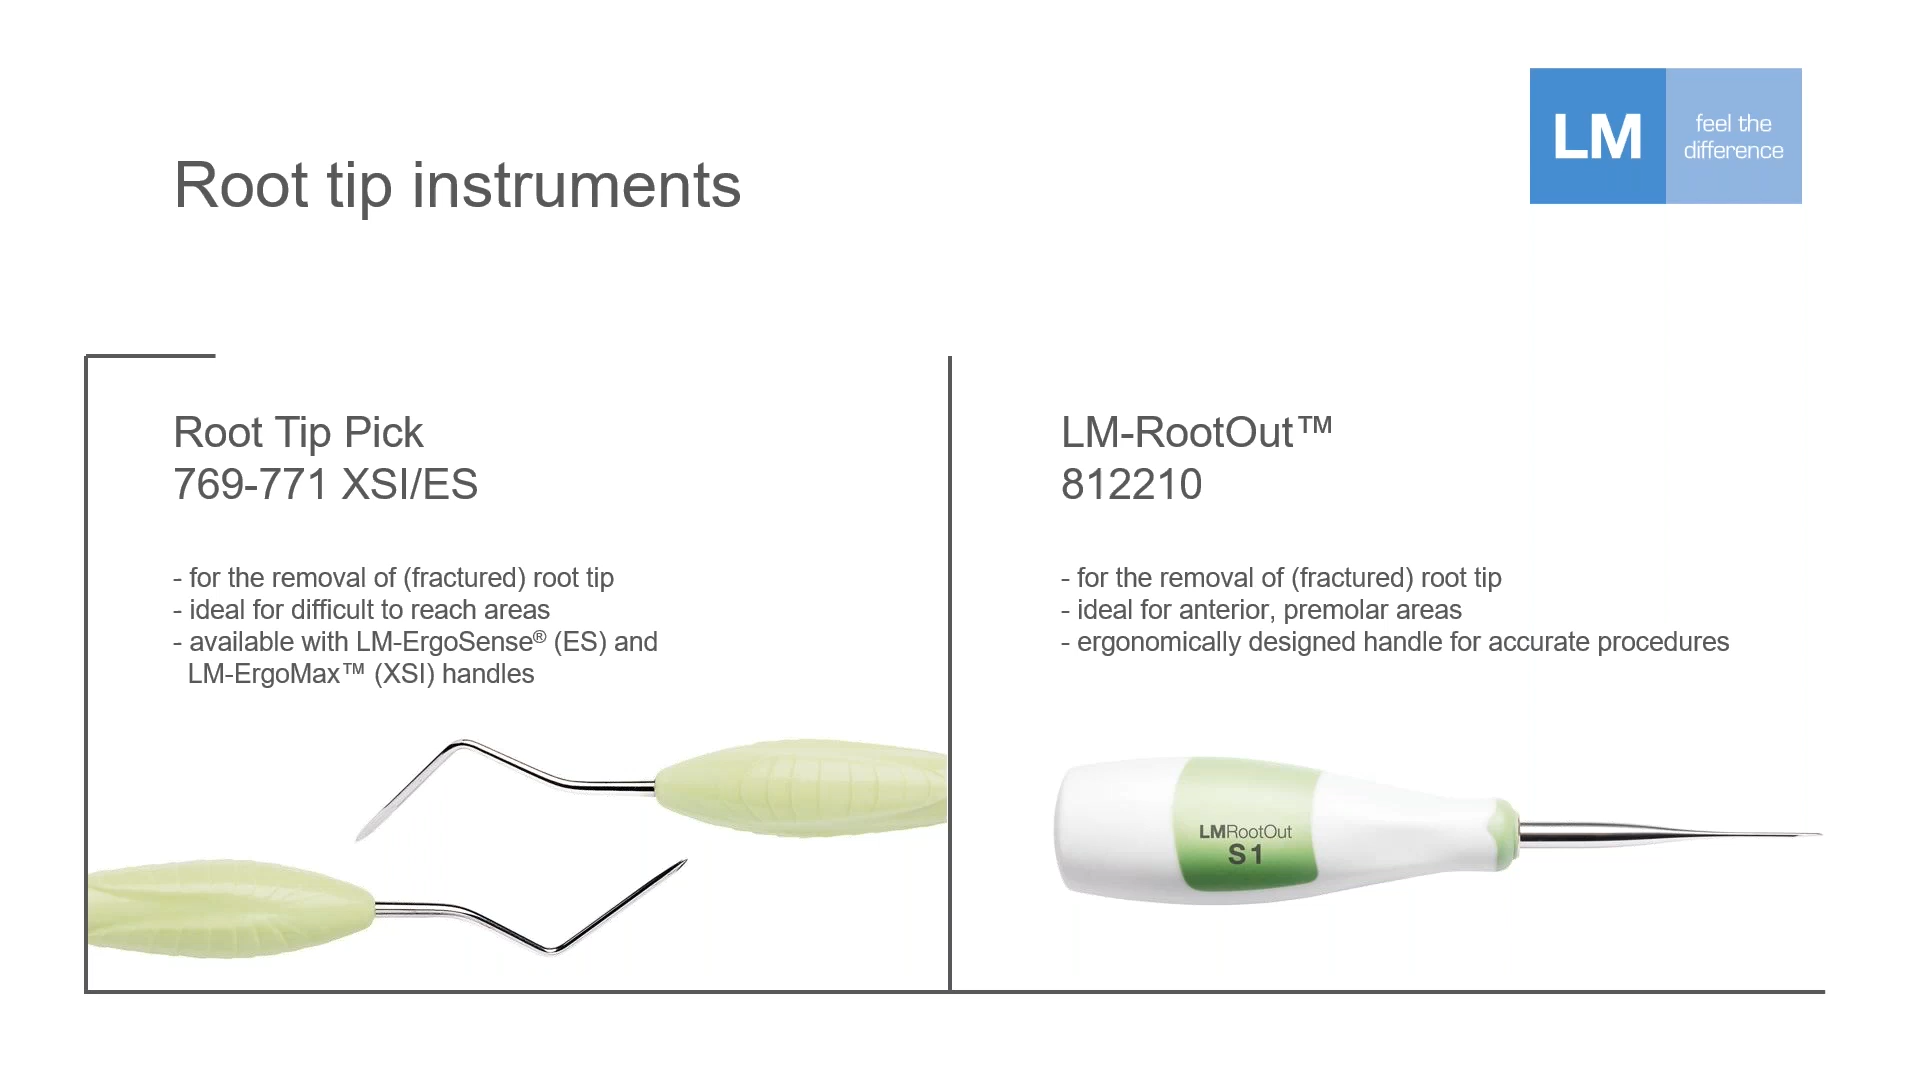 LM
feel the
difference
Root tip instruments
Root Tip Pick
769-771 XSI/ES
- for the removal of (fractured) root tip
- ideal for difficult to reach areas
- available with LM-ErgoSense® (ES) and
LM-ErgoMax™ (XSI) handles
LM-RootOut™
812210
- for the removal of (fractured) root tip
- ideal for anterior, premolar areas
- ergonomically designed handle for accurate procedures
LMRootOut
S1